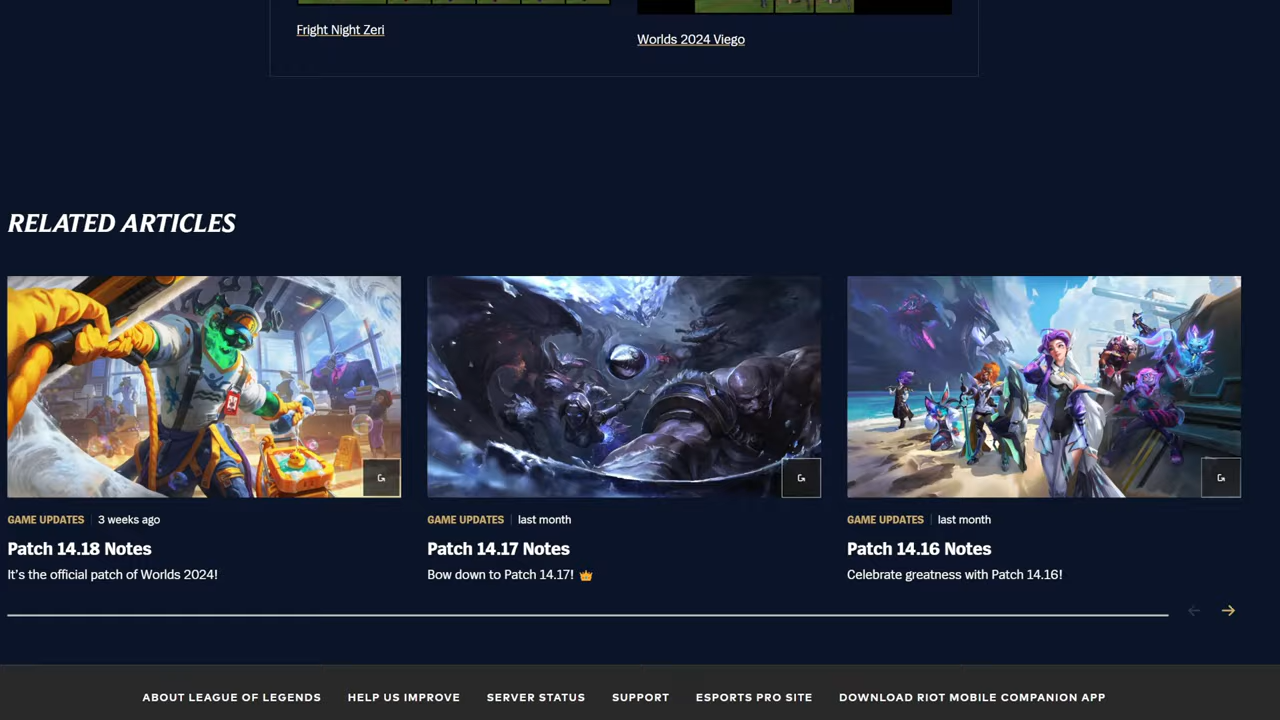 Fright Night Zeri
Worlds 2024 Viego
RELATED ARTICLES
GAME UPDATES | 3 weeks ago
Patch 14.18 Notes
It's the official patch of Worlds 2024!
GAME UPDATES | last month
Patch 14.17 Notes
Bow down to Patch 14.17! 👑
GAME UPDATES | last month
Patch 14.16 Notes
Celebrate greatness with Patch 14.16!
ABOUT LEAGUE OF LEGENDS HELP US IMPROVE SERVER STATUS SUPPORT ESPORTS PRO SITE DOWNLOAD RIOT MOBILE COMPANION APP